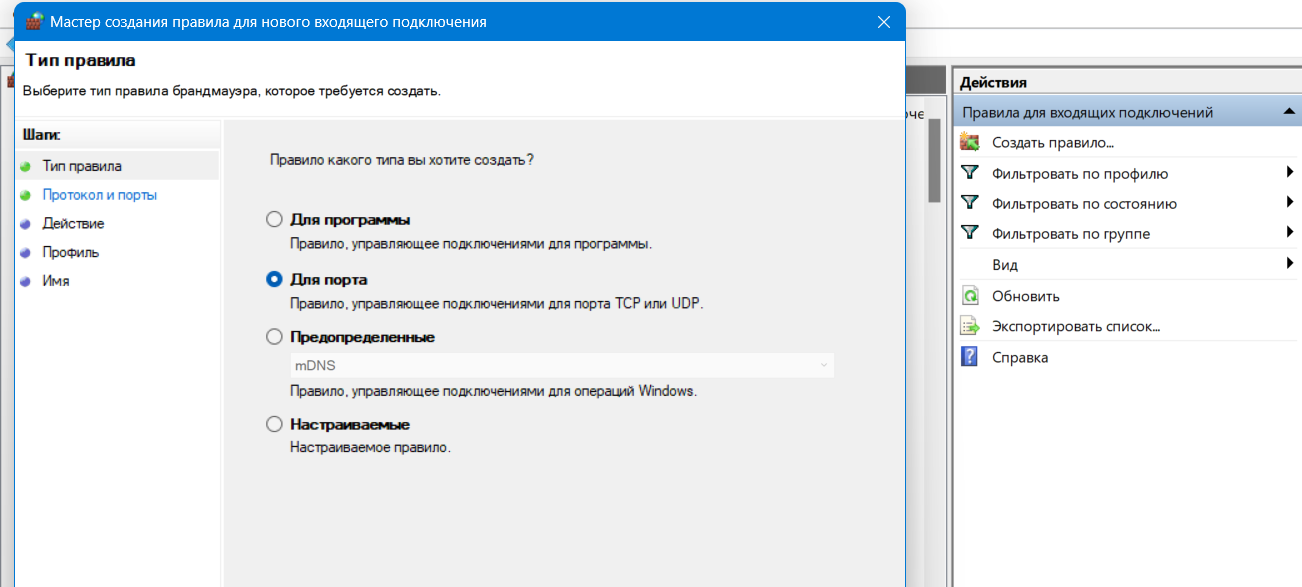 Мастер создания правила для нового входящего подключения
Тип правила
Выберите тип правила брандмауэра, которое требуется создать.
Шаги:
Тип правила
Протокол и порты
Действие
Профиль
Имя
Правило какого типа вы хотите создать?
Для программы
Правило, управляющее подключениями для программы.
Для порта
Правило, управляющее подключениями для порта TCP или UDP.
Предопределенные
mDNS
Правило, управляющее подключениями для операций Windows.
Настраиваемые
Настраиваемое правило.
Действия
Правила для входящих подключений
Создать правило...
Фильтровать по профилю
Фильтровать по состоянию
Фильтровать по группе
Вид
Обновить
Экспортировать список...
Справка